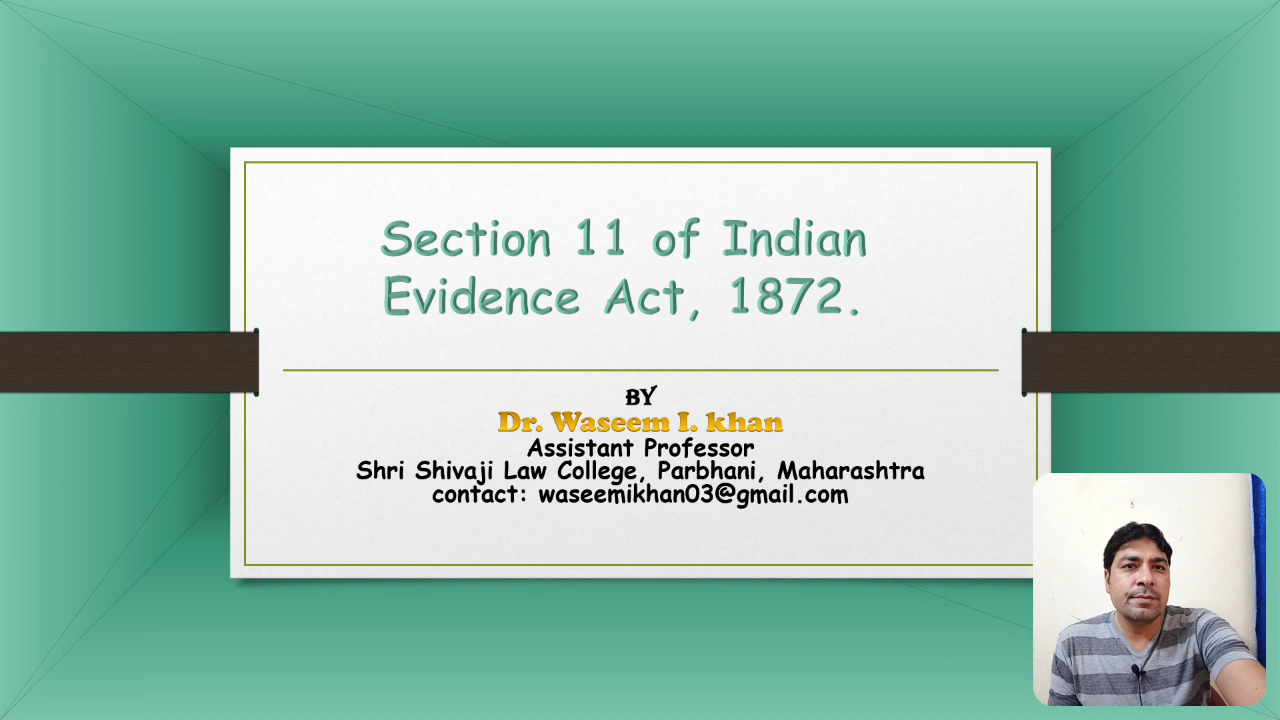 Section 11 of Indian
Evidence Act, 1872.
BY
Dr. Waseem I. khan
Assistant Professor
Shri Shivaji Law College, Parbhani, Maharashtra
contact: waseemikhan03@gmail.com